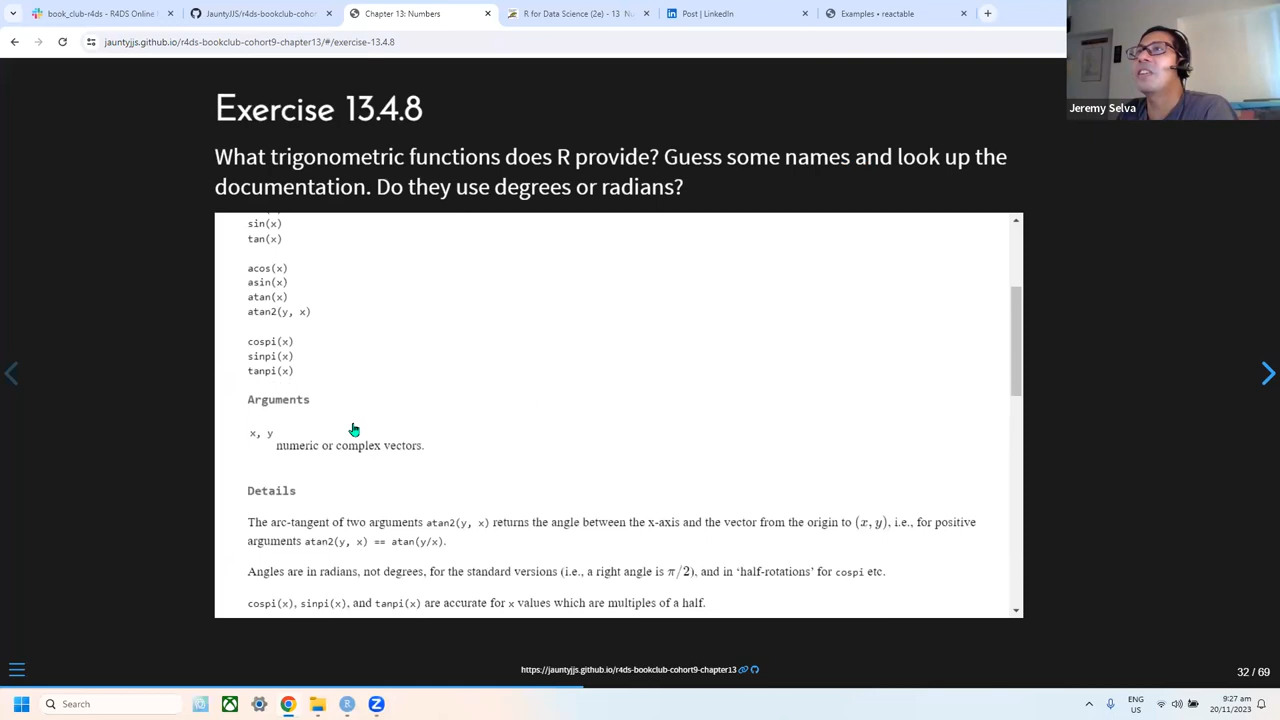 book_club-r4ds - R4DS Onlin
JauntyJJS/r4ds-bookclub-cohor
Chapter 13: Numbers
R for Data Science (2e) - 13 Nu
Post | LinkedIn
Examples – reactable
jauntyjjs.github.io/r4ds-bookclub-cohort9-chapter13/#/exercise-13.4.8
Jeremy Selva
Exercise 13.4.8
What trigonometric functions does R provide? Guess some names and look up the
documentation. Do they use degrees or radians?
sin(x)
tan(x)
acos(x)
asin(x)
atan(x)
atan2(y, x)
cospi(x)
sinpi(x)
tanpi(x)
Arguments
x, y
numeric or complex vectors.
Details
The arc-tangent of two arguments atan2(y, x) returns the angle between the x-axis and the vector from the origin to (x, y), i.e., for positive
arguments atan2(y, x) == atan(y/x).
Angles are in radians, not degrees, for the standard versions (i.e., a right angle is π/2), and in ‘half-rotations’ for cospi etc.
cospi(x), sinpi(x), and tanpi(x) are accurate for x values which are multiples of a half.
https://jauntyjjs.github.io/r4ds-bookclub-cohort9-chapter13
32 / 69
Search
ENG
US
9:27 am
20/11/2023